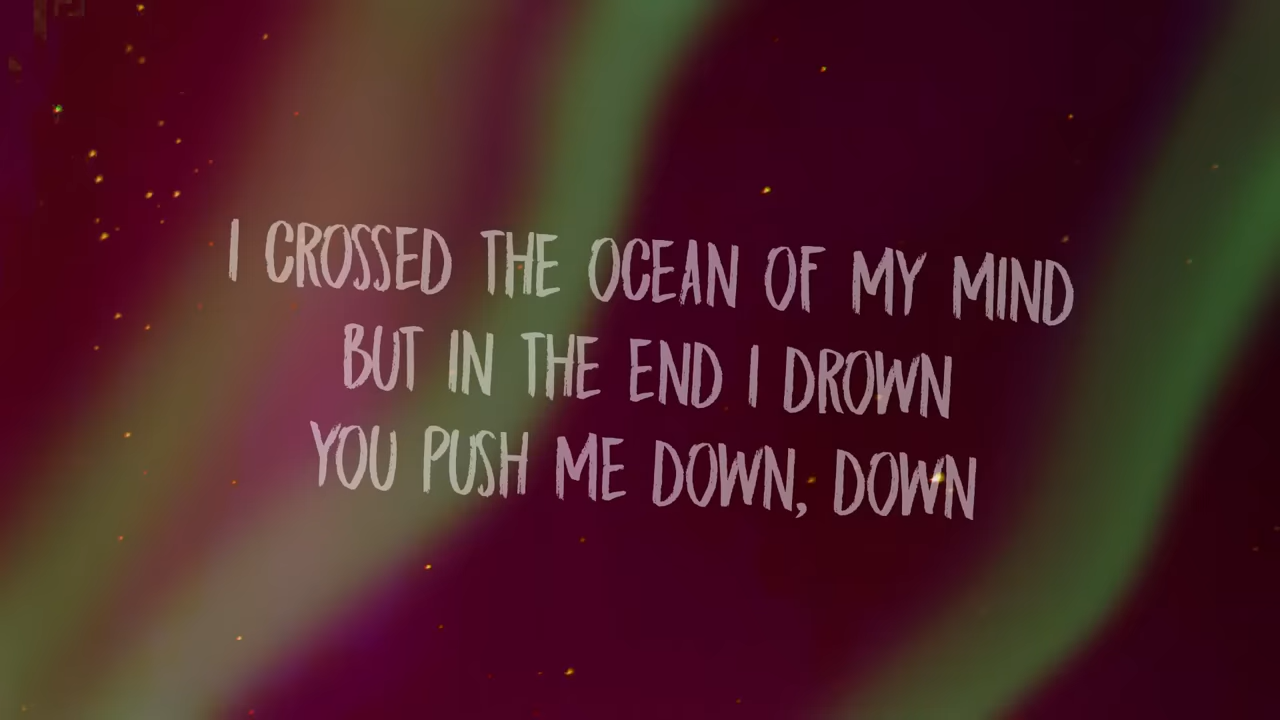 I CROSSED THE OCEAN OF MY MIND
BUT IN THE END I DROWN
YOU PUSH ME DOWN, DOWN